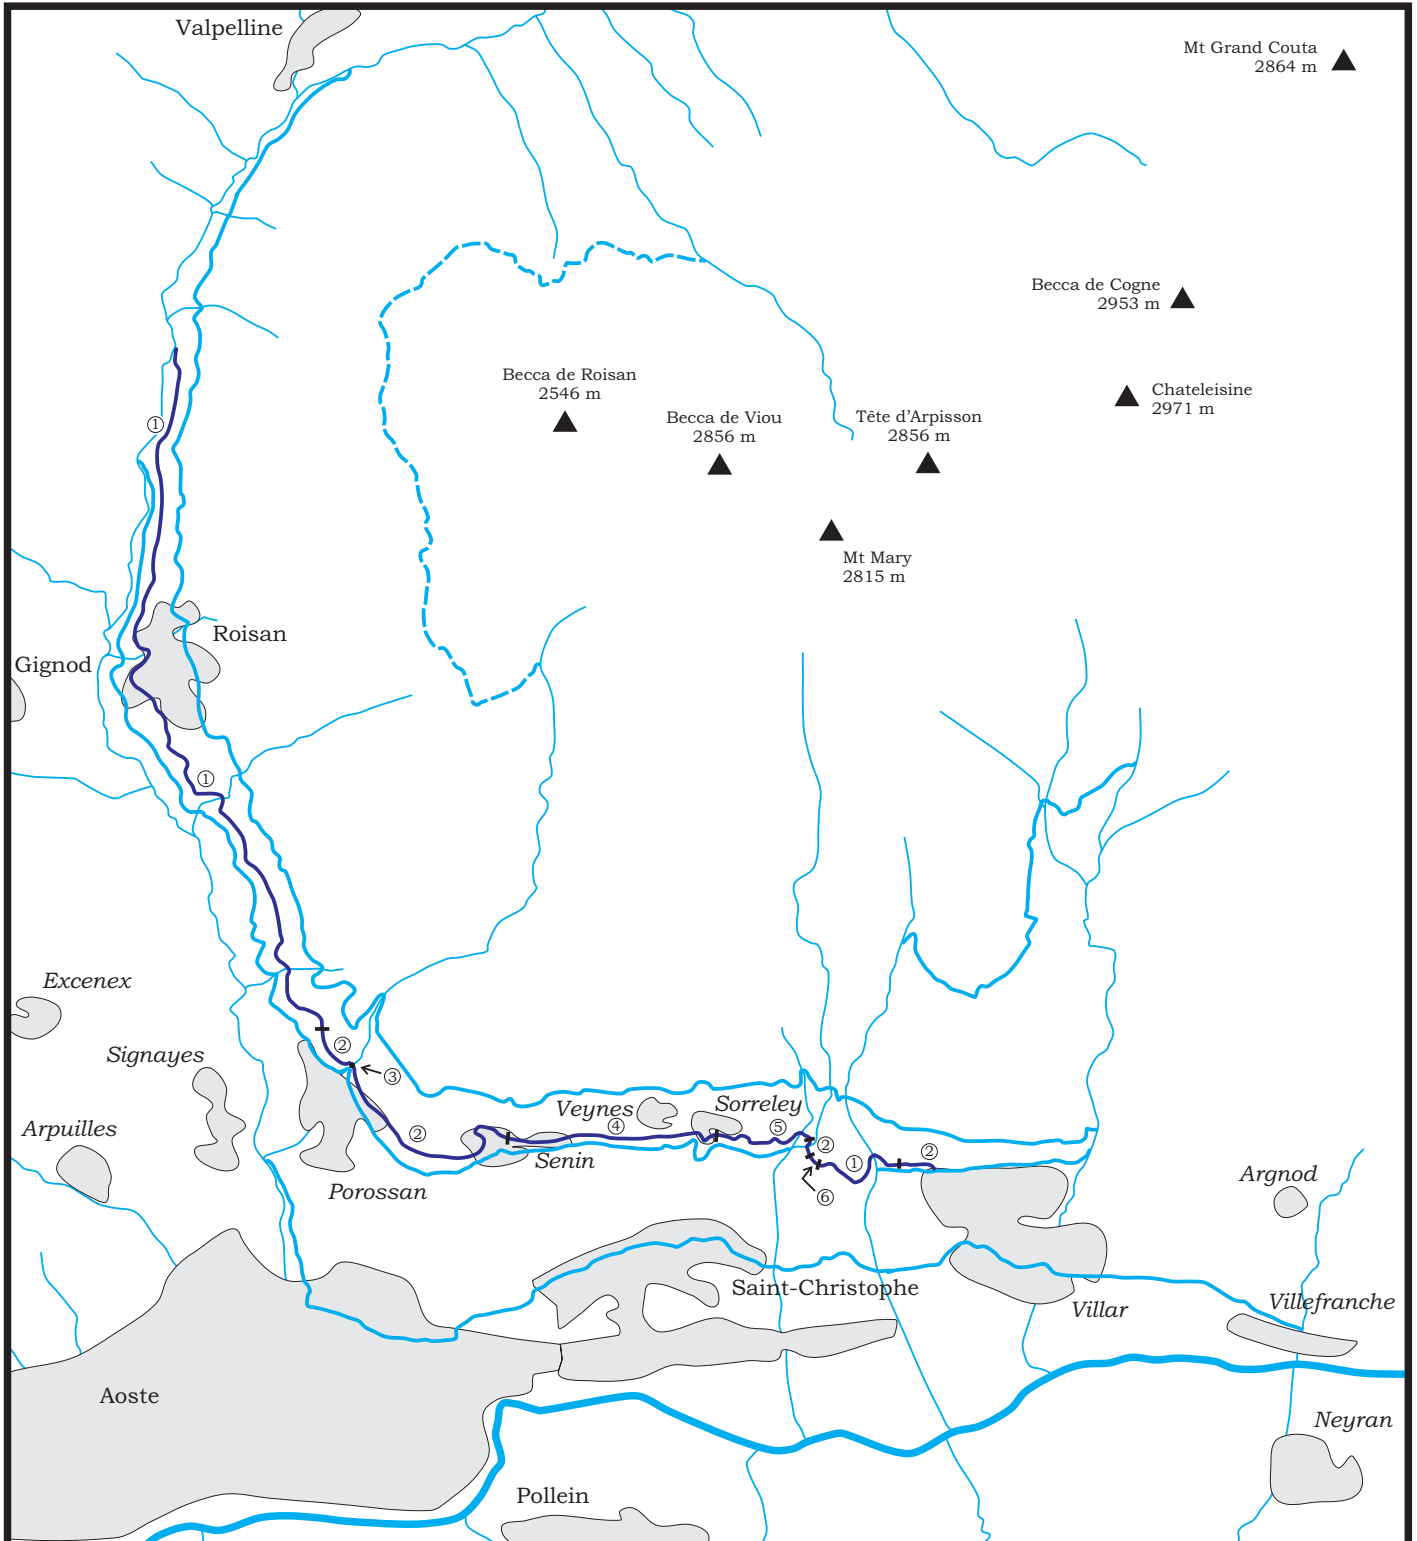 Valpelline
Mt Grand Couta
2864 m
Becca de Cogne
2953 m
Becca de Roisan
2546 m
Becca de Viou
2856 m
Tête d'Arpisson
2856 m
Chateleisine
2971 m
①
Mt Mary
2815 m
Roisan
Gignod
①
Excenex
Signayes
②
③
Arpuilles
Veynes
Sorreley
④
⑤
②
②
Senin
①
②
Porossan
⑥
Argnod
Saint-Christophe
Villar
Villefranche
Aoste
Neyran
Pollein